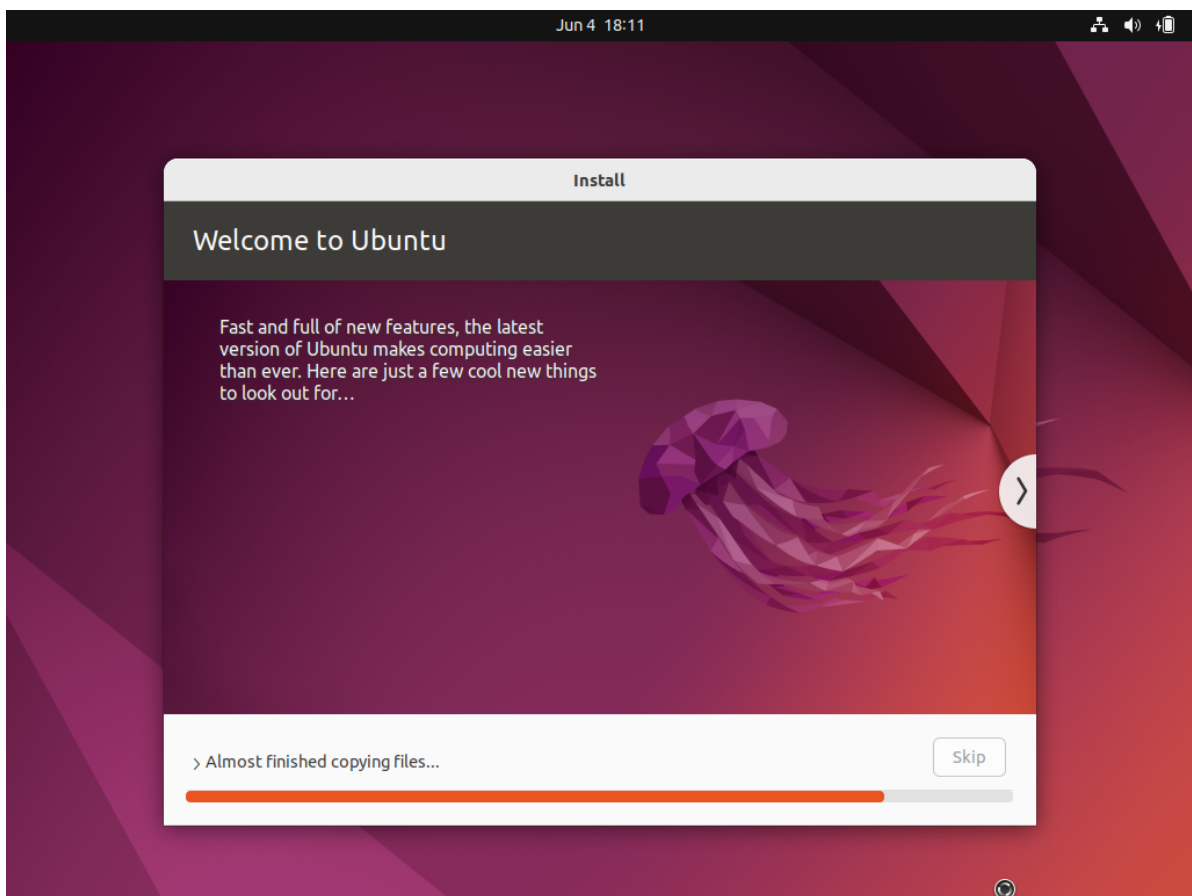 Jun 4 18:11
Install
Welcome to Ubuntu
Fast and full of new features, the latest
version of Ubuntu makes computing easier
than ever. Here are just a few cool new things
to look out for…
Almost finished copying files...
Skip